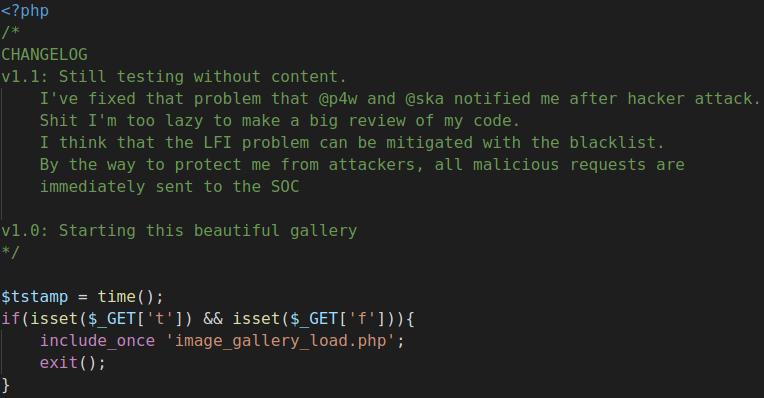 <?php
/*
CHANGELOG
v1.1: Still testing without content.
I've fixed that problem that @p4w and @ska notified me after hacker attack.
Shit I'm too lazy to make a big review of my code.
I think that the LFI problem can be mitigated with the blacklist.
By the way to protect me from attackers, all malicious requests are
immediately sent to the SOC
v1.0: Starting this beautiful gallery
*/
$tstamp = time();
if(isset($_GET['t']) && isset($_GET['f'])){
include_once 'image_gallery_load.php';
exit();
}